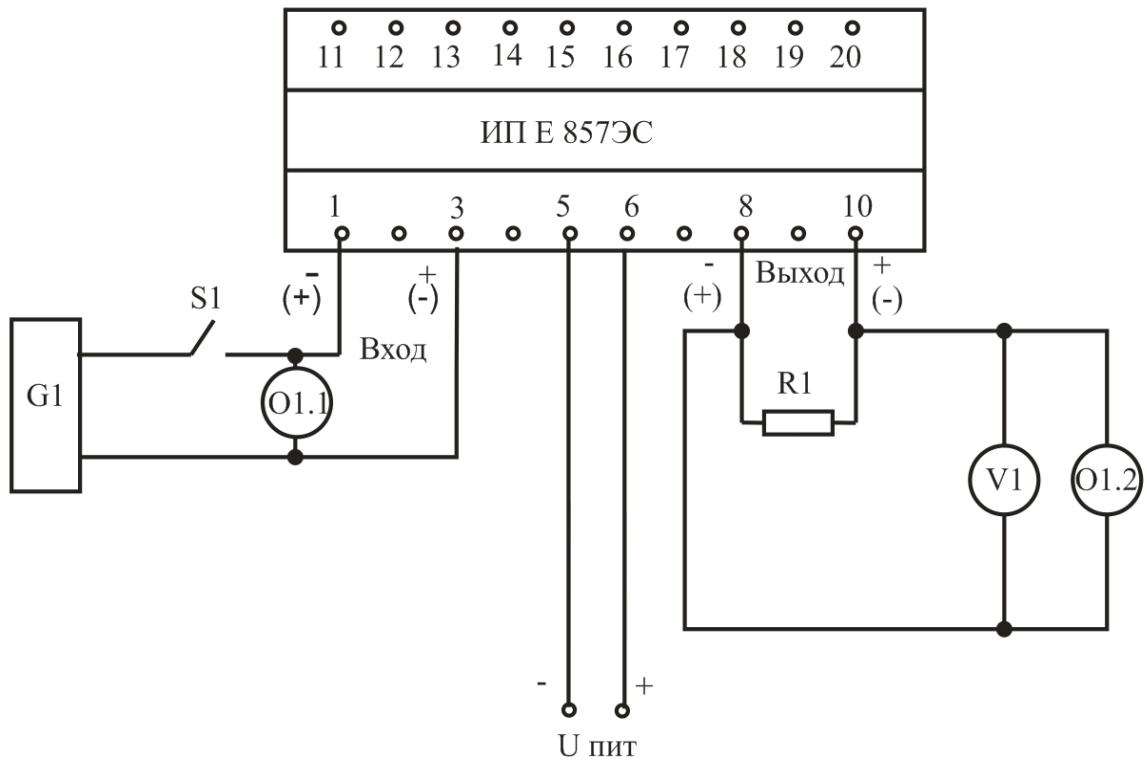 11 12 13 14 15 16 17 18 19 20
ИП Е 857ЭС
1 3 5 6 8 10
- + - Выход +
(+) (-) (+) (-)
S1
Вход
G1
O1.1
R1
V1
O1.2
- +
U пит